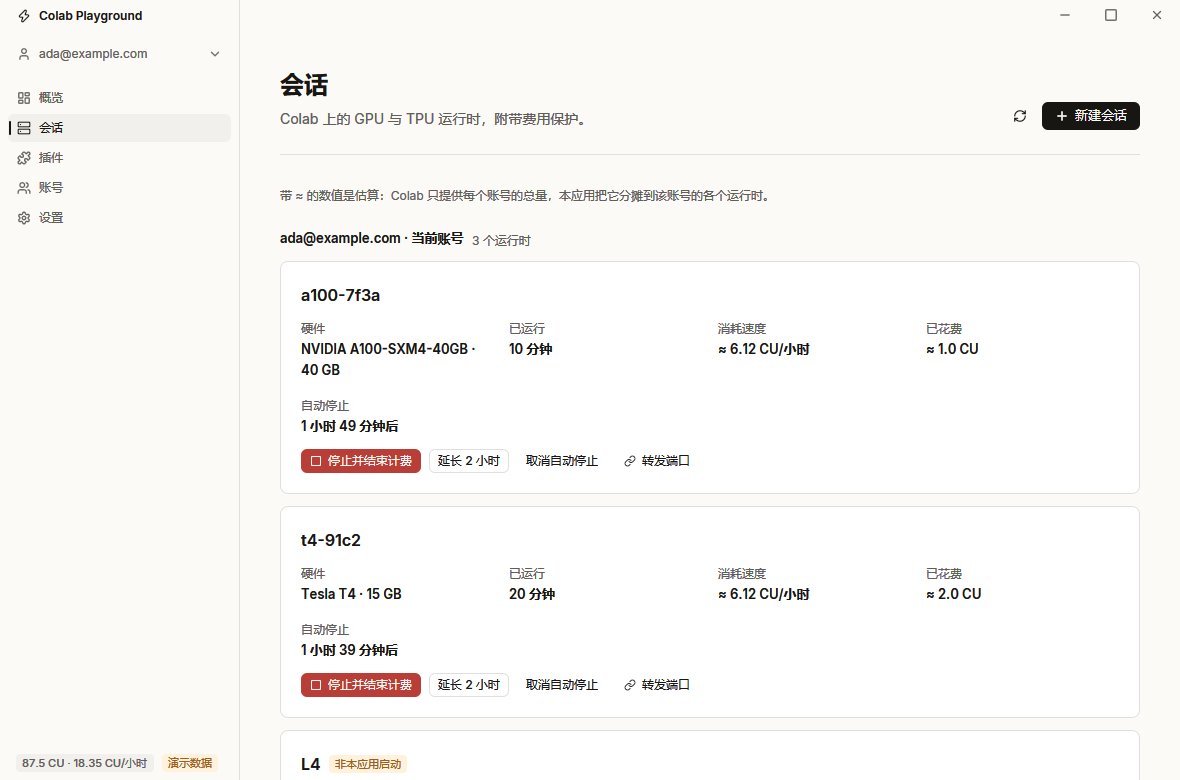 Colab Playground
ada@example.com
概览
会话
插件
账号
设置
87.5 CU · 18.35 CU/小时
演示数据
会话
Colab 上的 GPU 与 TPU 运行时，附带费用保护。
新建会话
带 ≈ 的数值是估算：Colab 只提供每个账号的总量，本应用把它分摊到该账号的各个运行时。
ada@example.com · 当前账号 3 个运行时
a100-7f3a
硬件 已运行 消耗速度 已花费
NVIDIA A100-SXM4-40GB · 10 分钟 ≈ 6.12 CU/小时 ≈ 1.0 CU
40 GB
自动停止
1 小时 49 分钟后
停止并结束计费 延长 2 小时 取消自动停止 转发端口
t4-91c2
硬件 已运行 消耗速度 已花费
Tesla T4 · 15 GB 20 分钟 ≈ 6.12 CU/小时 ≈ 2.0 CU
自动停止
1 小时 39 分钟后
停止并结束计费 延长 2 小时 取消自动停止 转发端口
L4 非本应用启动